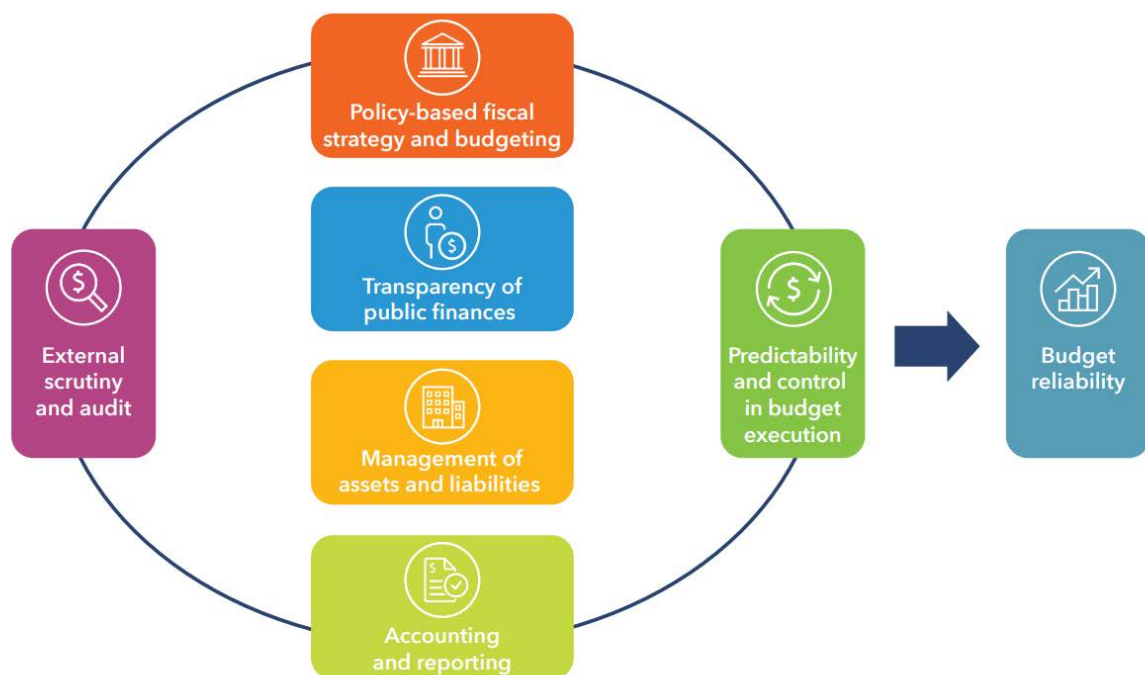 Policy-based fiscal
strategy and budgeting
$
Transparency of
public finances
$
External
scrutiny
and audit
$
Predictability
and control
in budget
execution
Budget
reliability
Management of
assets and liabilities
$
Accounting
and reporting